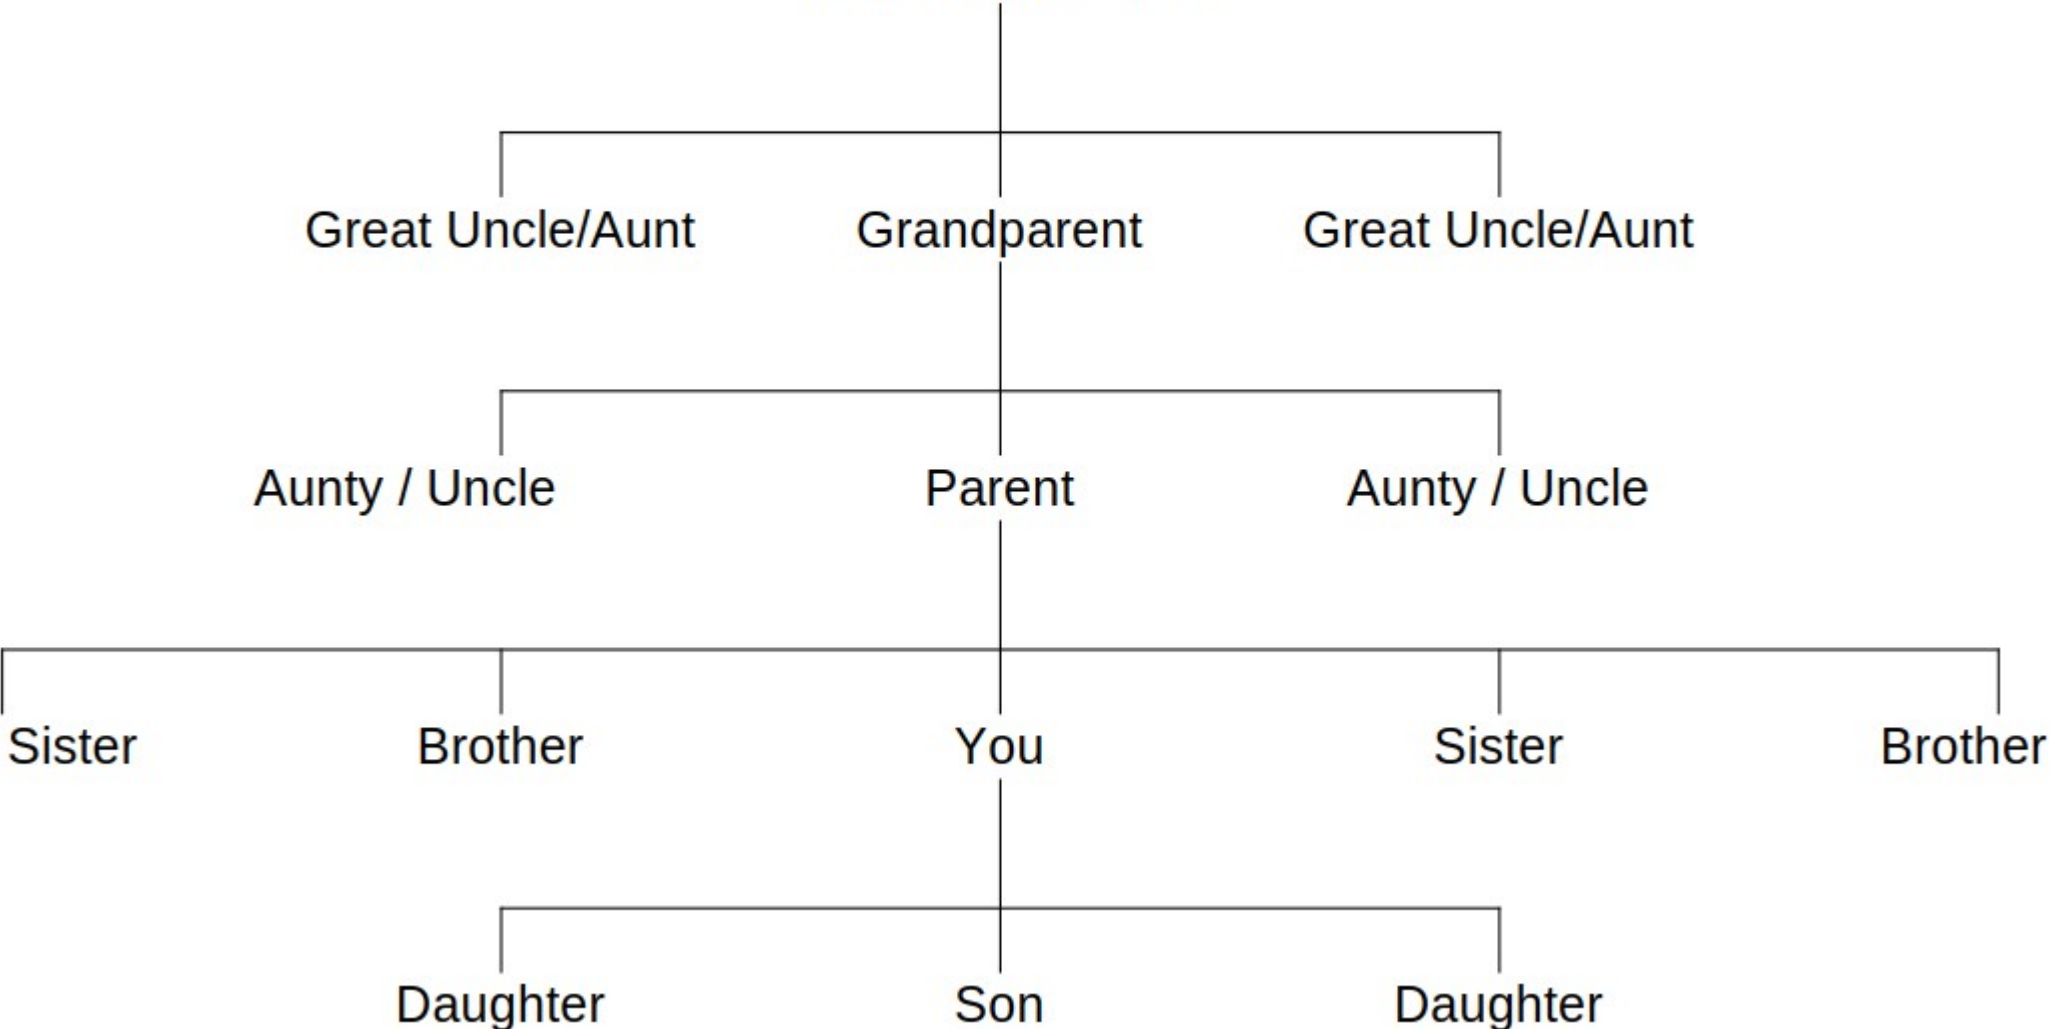 Great Uncle/Aunt Grandparent Great Uncle/Aunt
Aunty / Uncle Parent Aunty / Uncle
Sister Brother You Sister Brother
Daughter Son Daughter